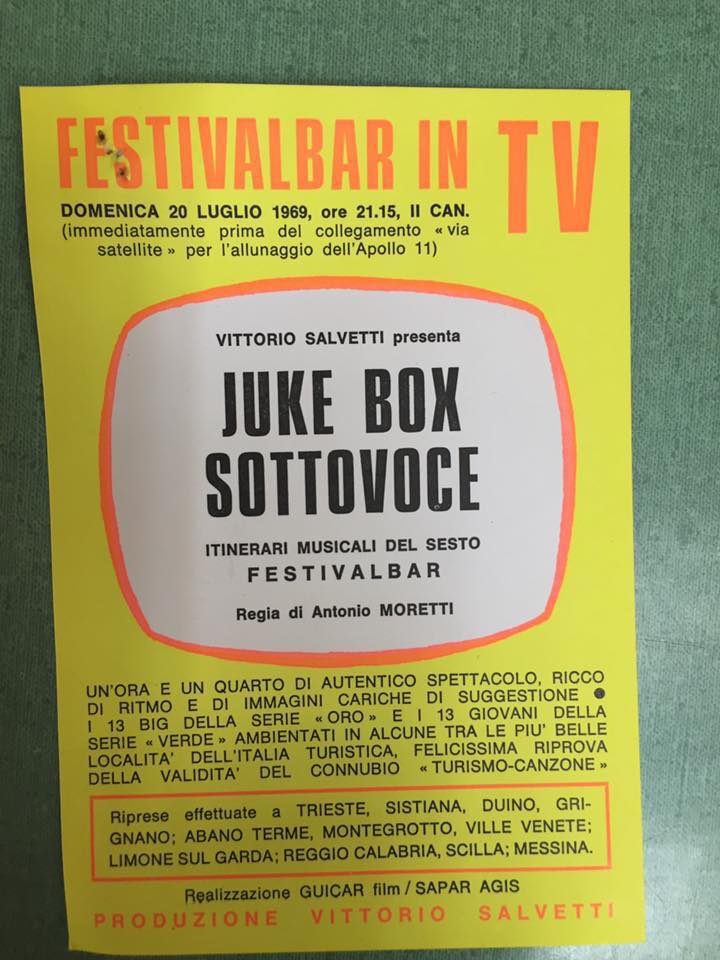 FESTIVALBAR IN TV
DOMENICA 20 LUGLIO 1969, ore 21.15, II CAN.
(immediatamente prima del collegamento « via
satellite » per l'allunaggio dell'Apollo 11)
VITTORIO SALVETTI presenta
JUKE BOX
SOTTOVOCE
ITINERARI MUSICALI DEL SESTO
FESTIVALBAR
Regia di Antonio MORETTI
UN'ORA E UN QUARTO DI AUTENTICO SPETTACOLO, RICCO
DI RITMO E DI IMMAGINI CARICHE DI SUGGESTIONE ●
I 13 BIG DELLA SERIE « ORO » E I 13 GIOVANI DELLA
SERIE « VERDE » AMBIENTATI IN ALCUNE TRA LE PIU' BELLE
LOCALITA' DELL'ITALIA TURISTICA, FELICISSIMA RIPROVA
DELLA VALIDITA' DEL CONNUBIO « TURISMO-CANZONE »
Riprese effettuate a TRIESTE, SISTIANA, DUINO, GRI-
GNANO; ABANO TERME, MONTEGROTTO, VILLE VENETE;
LIMONE SUL GARDA; REGGIO CALABRIA, SCILLA; MESSINA.
Realizzazione GUICAR film / SAPAR AGIS
PRODUZIONE VITTORIO SALVETTI